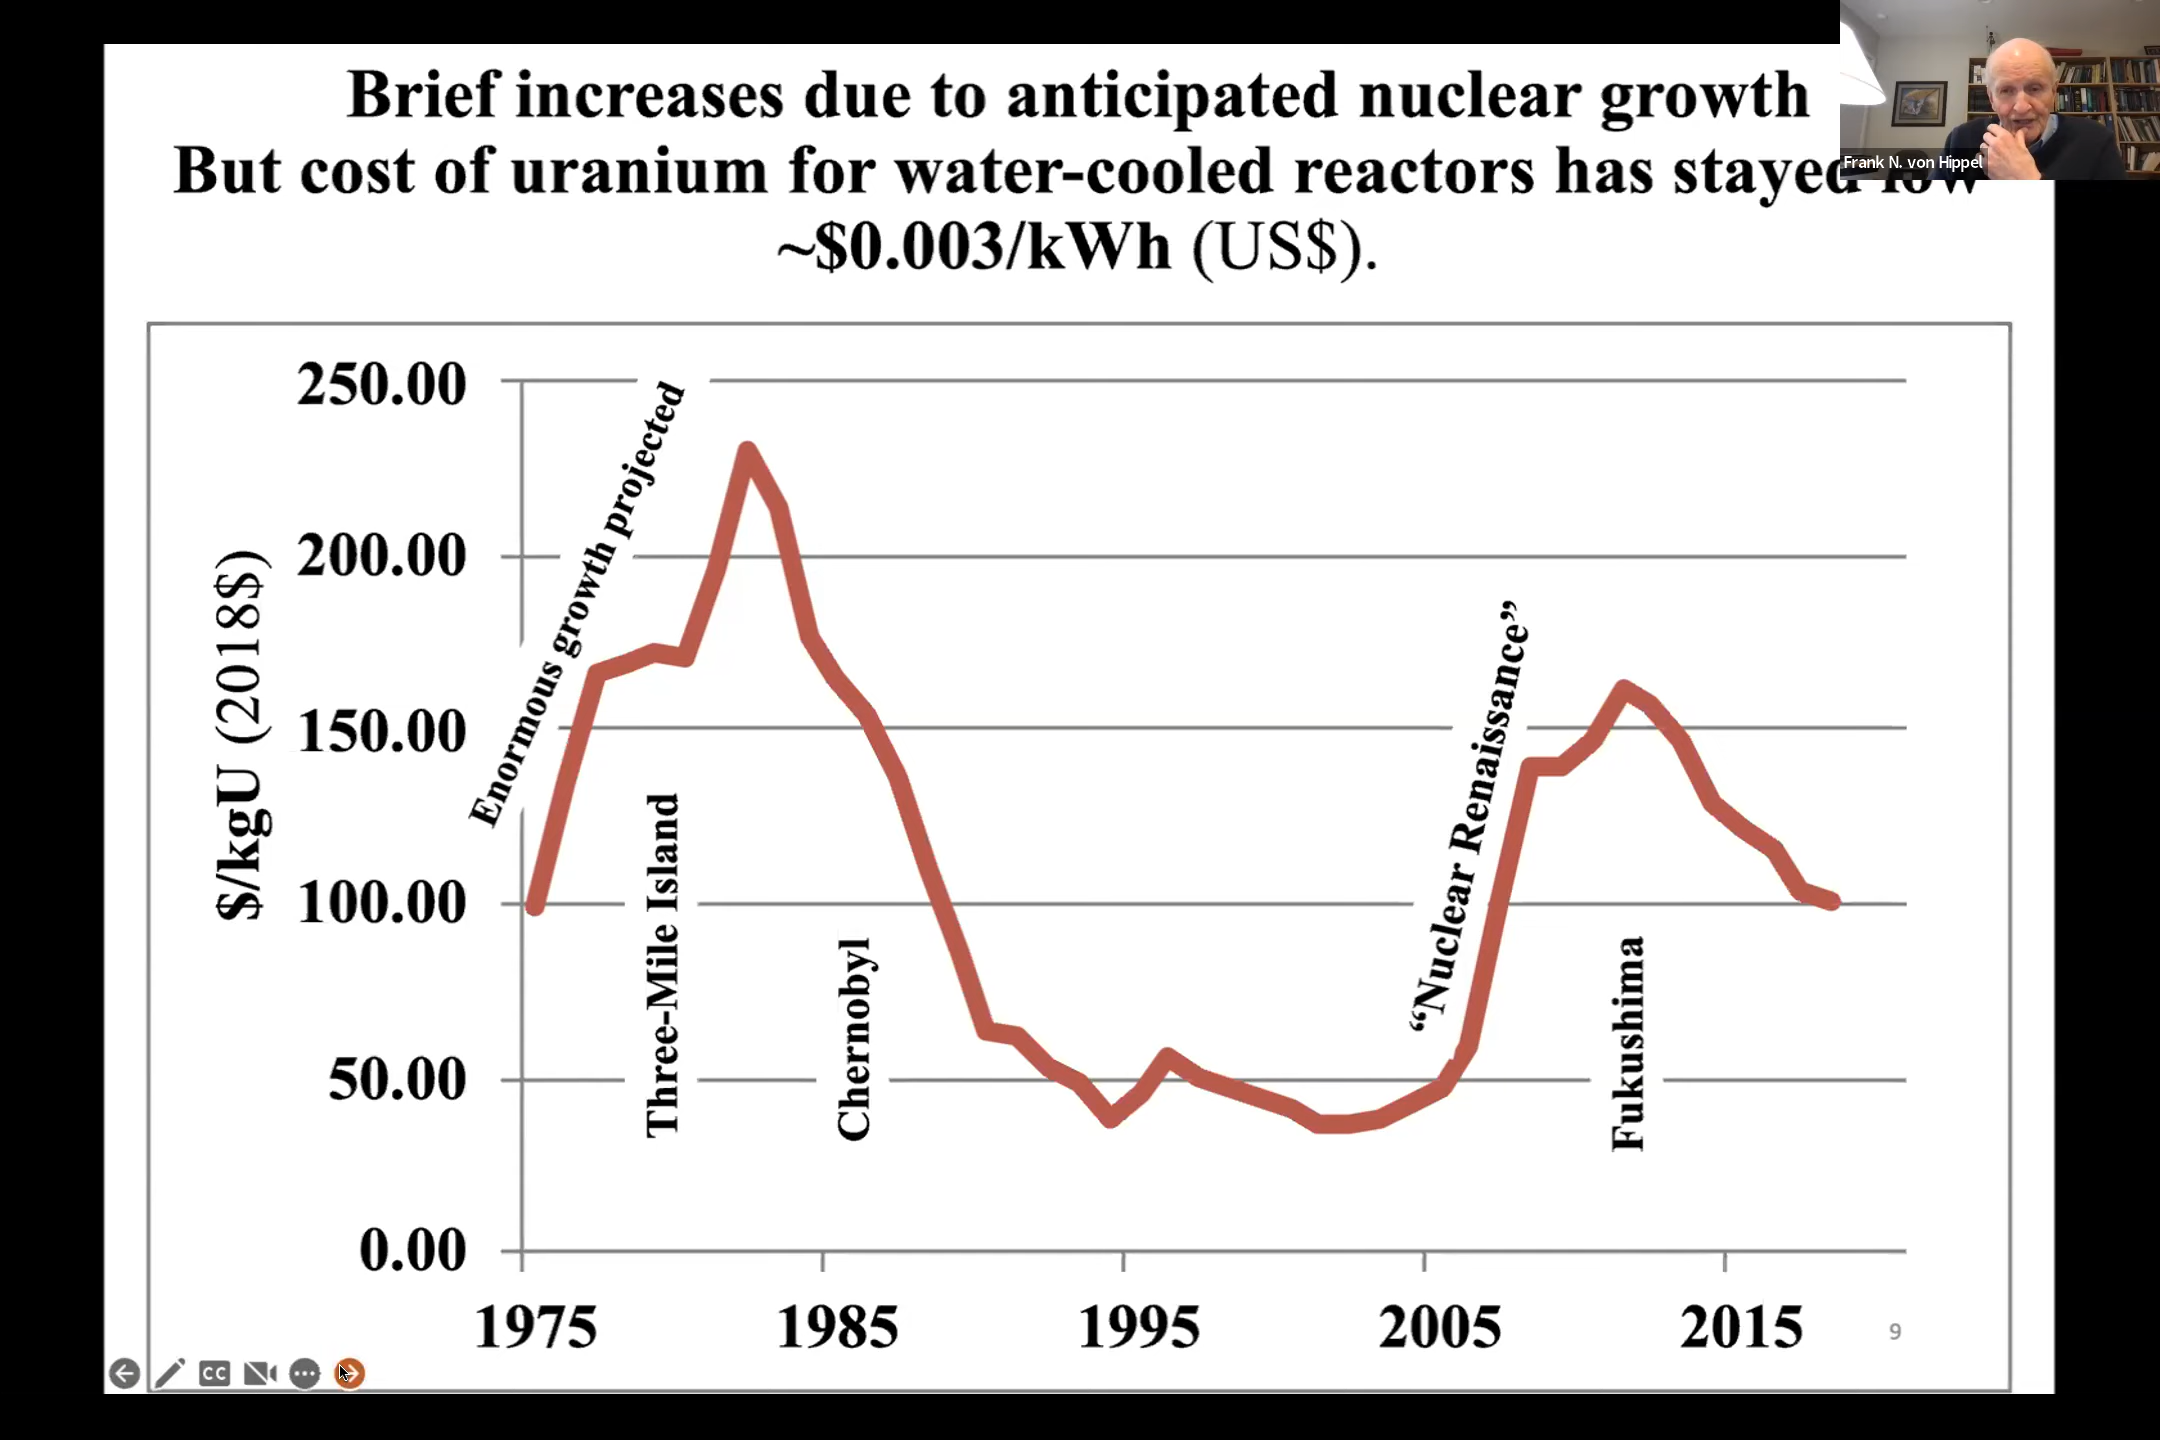 Brief increases due to anticipated nuclear growth
But cost of uranium for water-cooled reactors has stayed low
~$0.003/kWh (US$).
Frank N. von Hippel
$/kgU (2018$)
250.00
200.00
150.00
100.00
50.00
0.00
Enormous growth projected
Three-Mile Island
Chernobyl
“Nuclear Renaissance”
Fukushima
1975 1985 1995 2005 2015
9
CC